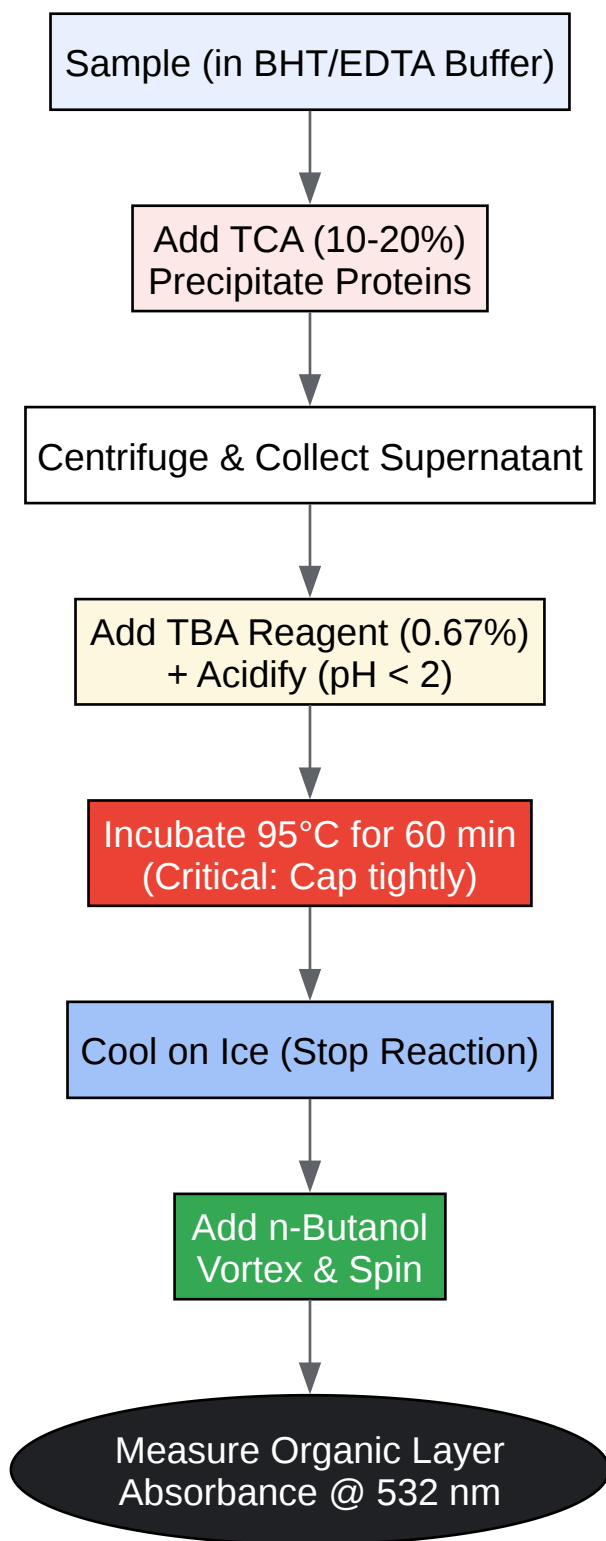 Sample (in BHT/EDTA Buffer)
Add TCA (10-20%)
Precipitate Proteins
Centrifuge & Collect Supernatant
Add TBA Reagent (0.67%)
+ Acidify (pH < 2)
Incubate 95°C for 60 min
(Critical: Cap tightly)
Cool on Ice (Stop Reaction)
Add n-Butanol
Vortex & Spin
Measure Organic Layer
Absorbance @ 532 nm